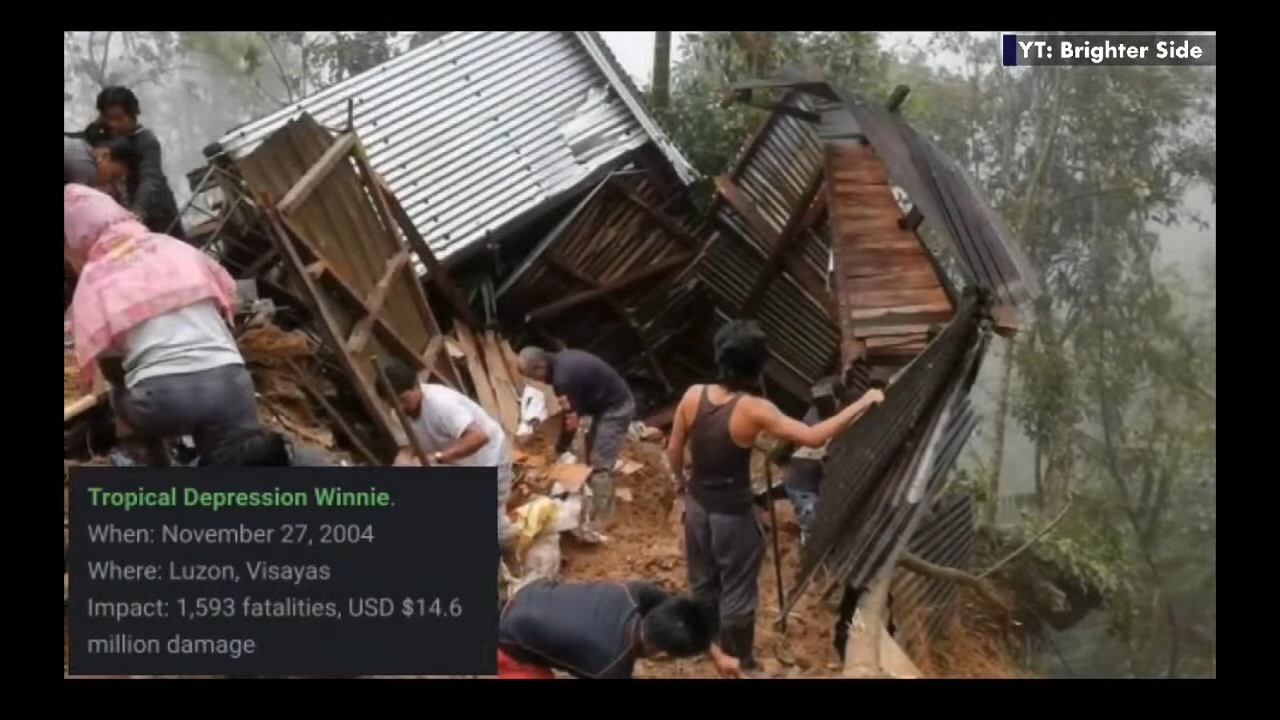 YT: Brighter Side
Tropical Depression Winnie.
When: November 27, 2004
Where: Luzon, Visayas
Impact: 1,593 fatalities, USD $14.6
million damage